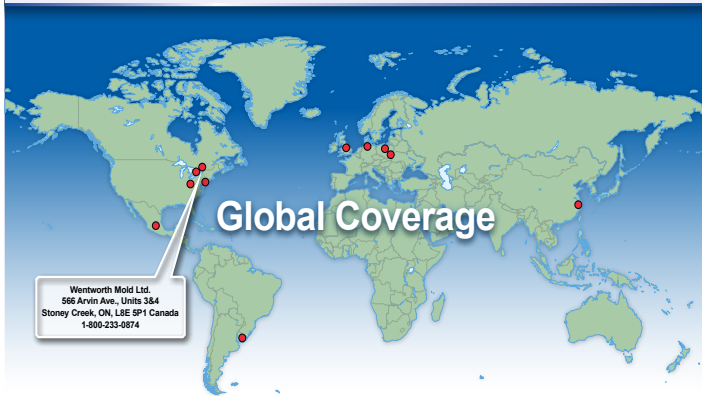 Global Coverage
Wentworth Mold Ltd.
566 Arvin Ave., Units 3&4
Stoney Creek, ON, L8E 5P1 Canada
1-800-233-0874